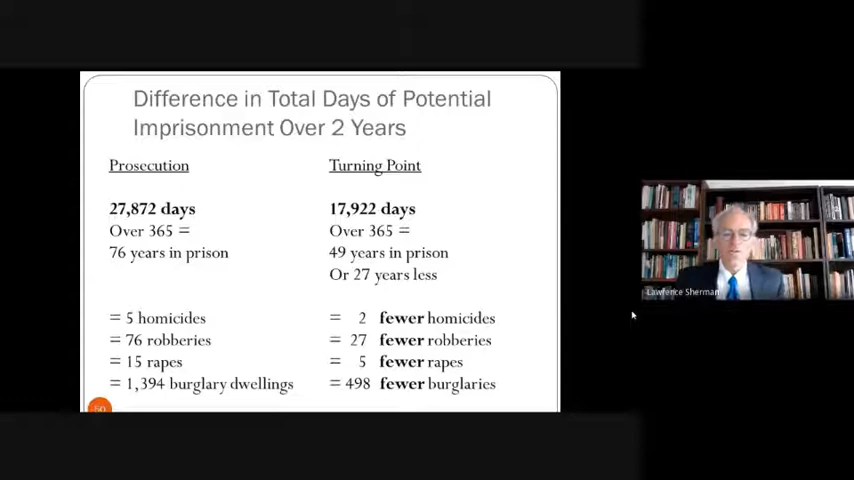 Difference in Total Days of Potential
Imprisonment Over 2 Years
Prosecution
27,872 days
Over 365 =
76 years in prison
= 5 homicides
= 76 robberies
= 15 rapes
= 1,394 burglary dwellings
Turning Point
17,922 days
Over 365 =
49 years in prison
Or 27 years less
= 2 fewer homicides
= 27 fewer robberies
= 5 fewer rapes
= 498 fewer burglaries
Lawrence Sherman